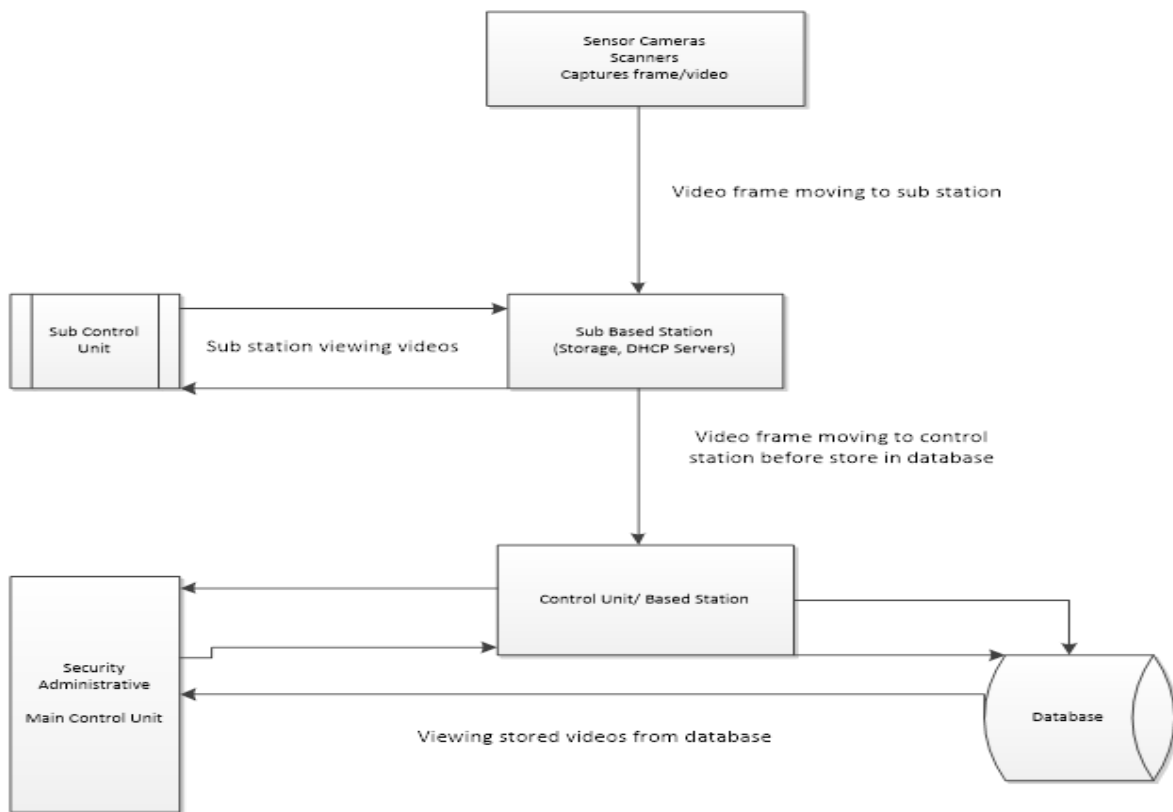 Sensor Cameras
Scanners
Captures frame/video
Video frame moving to sub station
Sub Control
Unit
Sub station viewing videos
Sub Based Station
(Storage, DHCP Servers)
Video frame moving to control
station before store in database
Control Unit/ Based Station
Security
Administrative
Main Control Unit
Database
Viewing stored videos from database